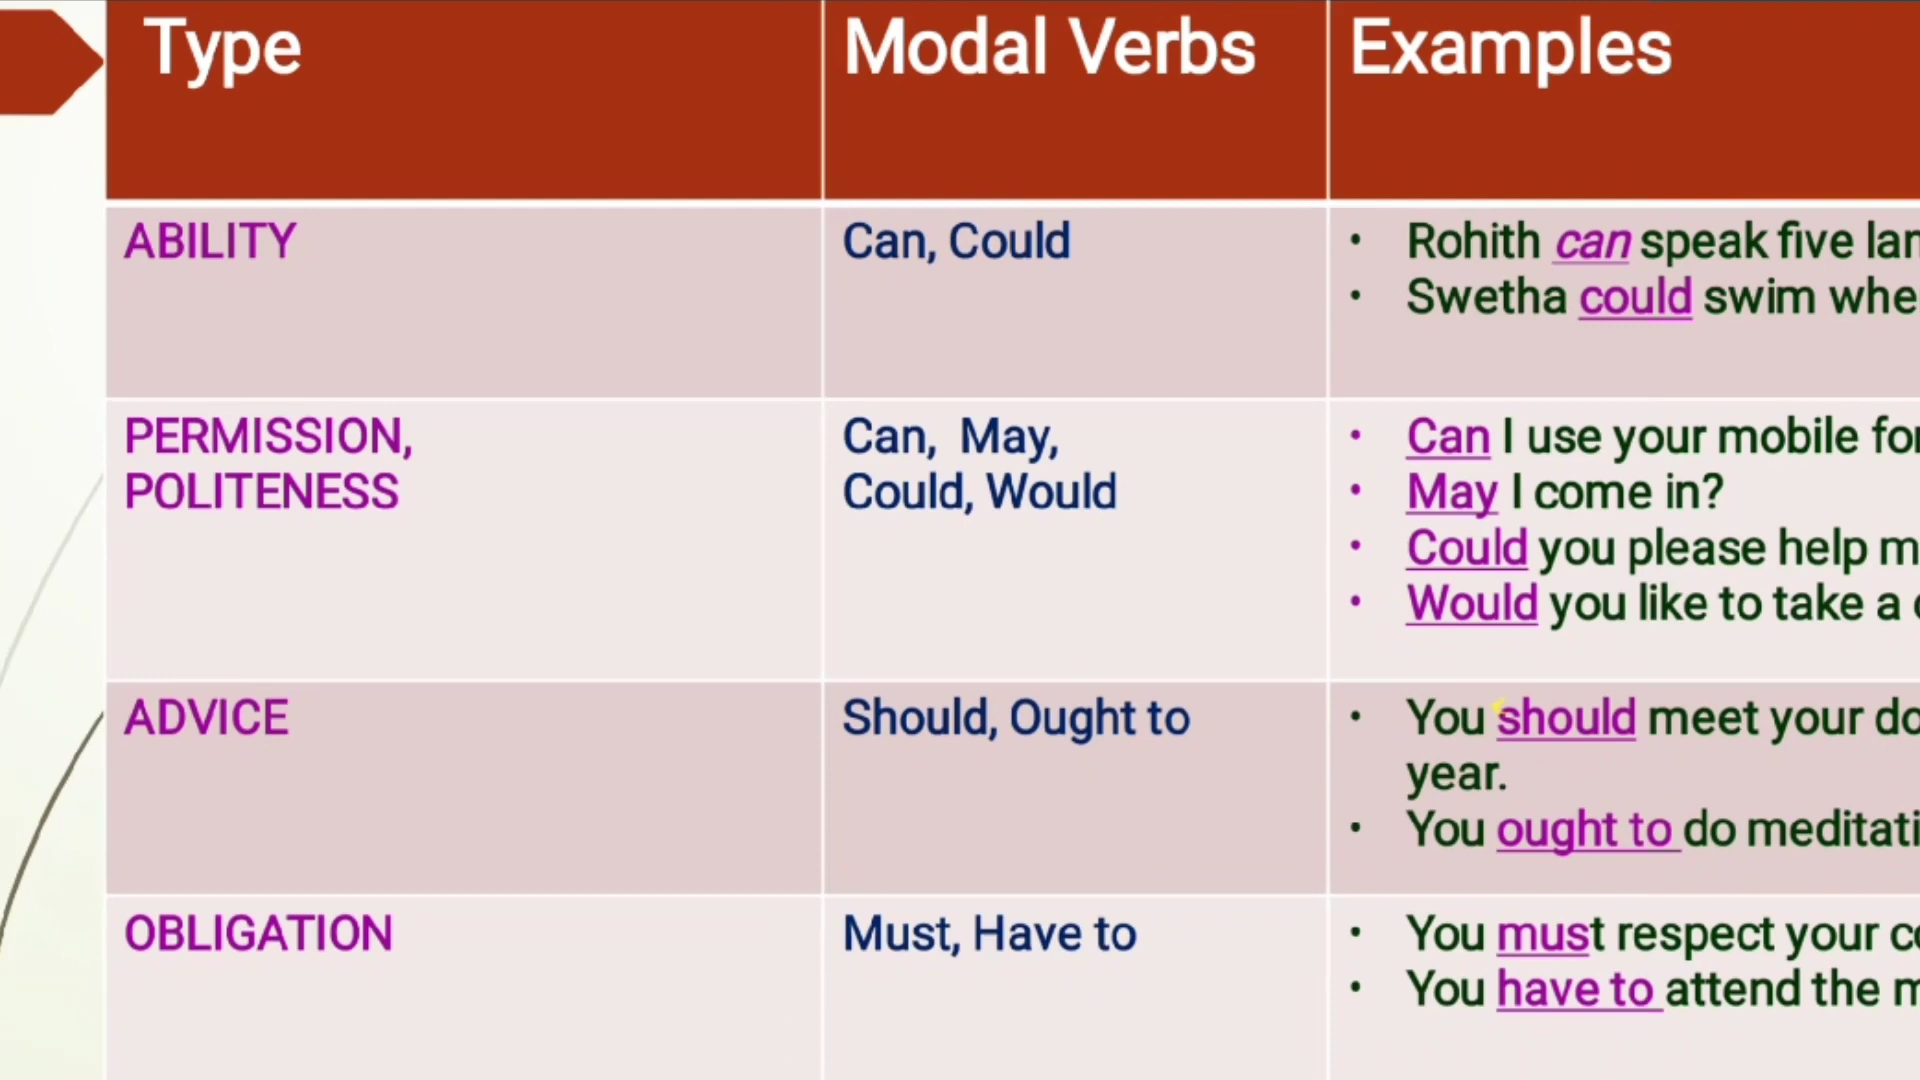 Type Modal Verbs Examples
ABILITY Can, Could • Rohith can speak five
• Swetha could swim
PERMISSION, Can, May, • Can I use your mobile
POLITENESS Could, Would • May I come in?
• Could you please help
• Would you like to take a
ADVICE Should, Ought to • You should meet your
year.
• You ought to do
OBLIGATION Must, Have to • You must respect your
• You have to attend the